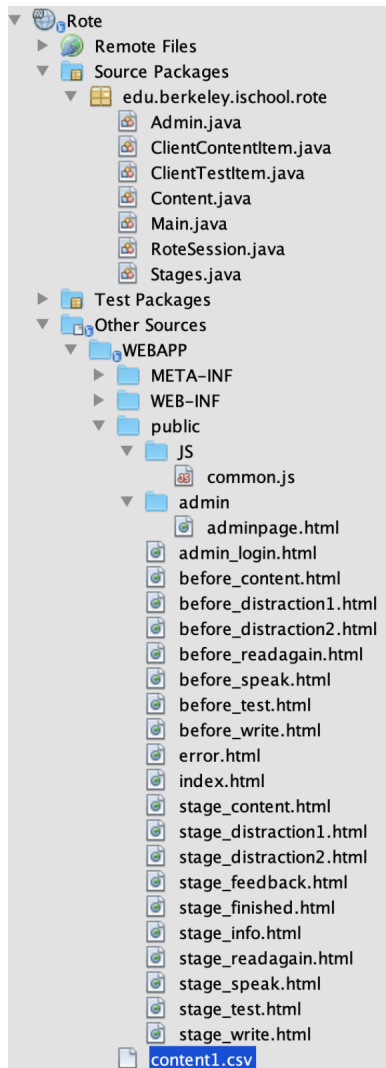 Rote
Remote Files
Source Packages
edu.berkeley.ischool.rote
Admin.java
ClientContentItem.java
ClientTestItem.java
Content.java
Main.java
RoteSession.java
Stages.java
Test Packages
Other Sources
WEBAPP
META-INF
WEB-INF
public
JS
common.js
admin
adminpage.html
admin_login.html
before_content.html
before_distraction1.html
before_distraction2.html
before_readagain.html
before_speak.html
before_test.html
before_write.html
error.html
index.html
stage_content.html
stage_distraction1.html
stage_distraction2.html
stage_feedback.html
stage_finished.html
stage_info.html
stage_readagain.html
stage_speak.html
stage_test.html
stage_write.html
content1.csv